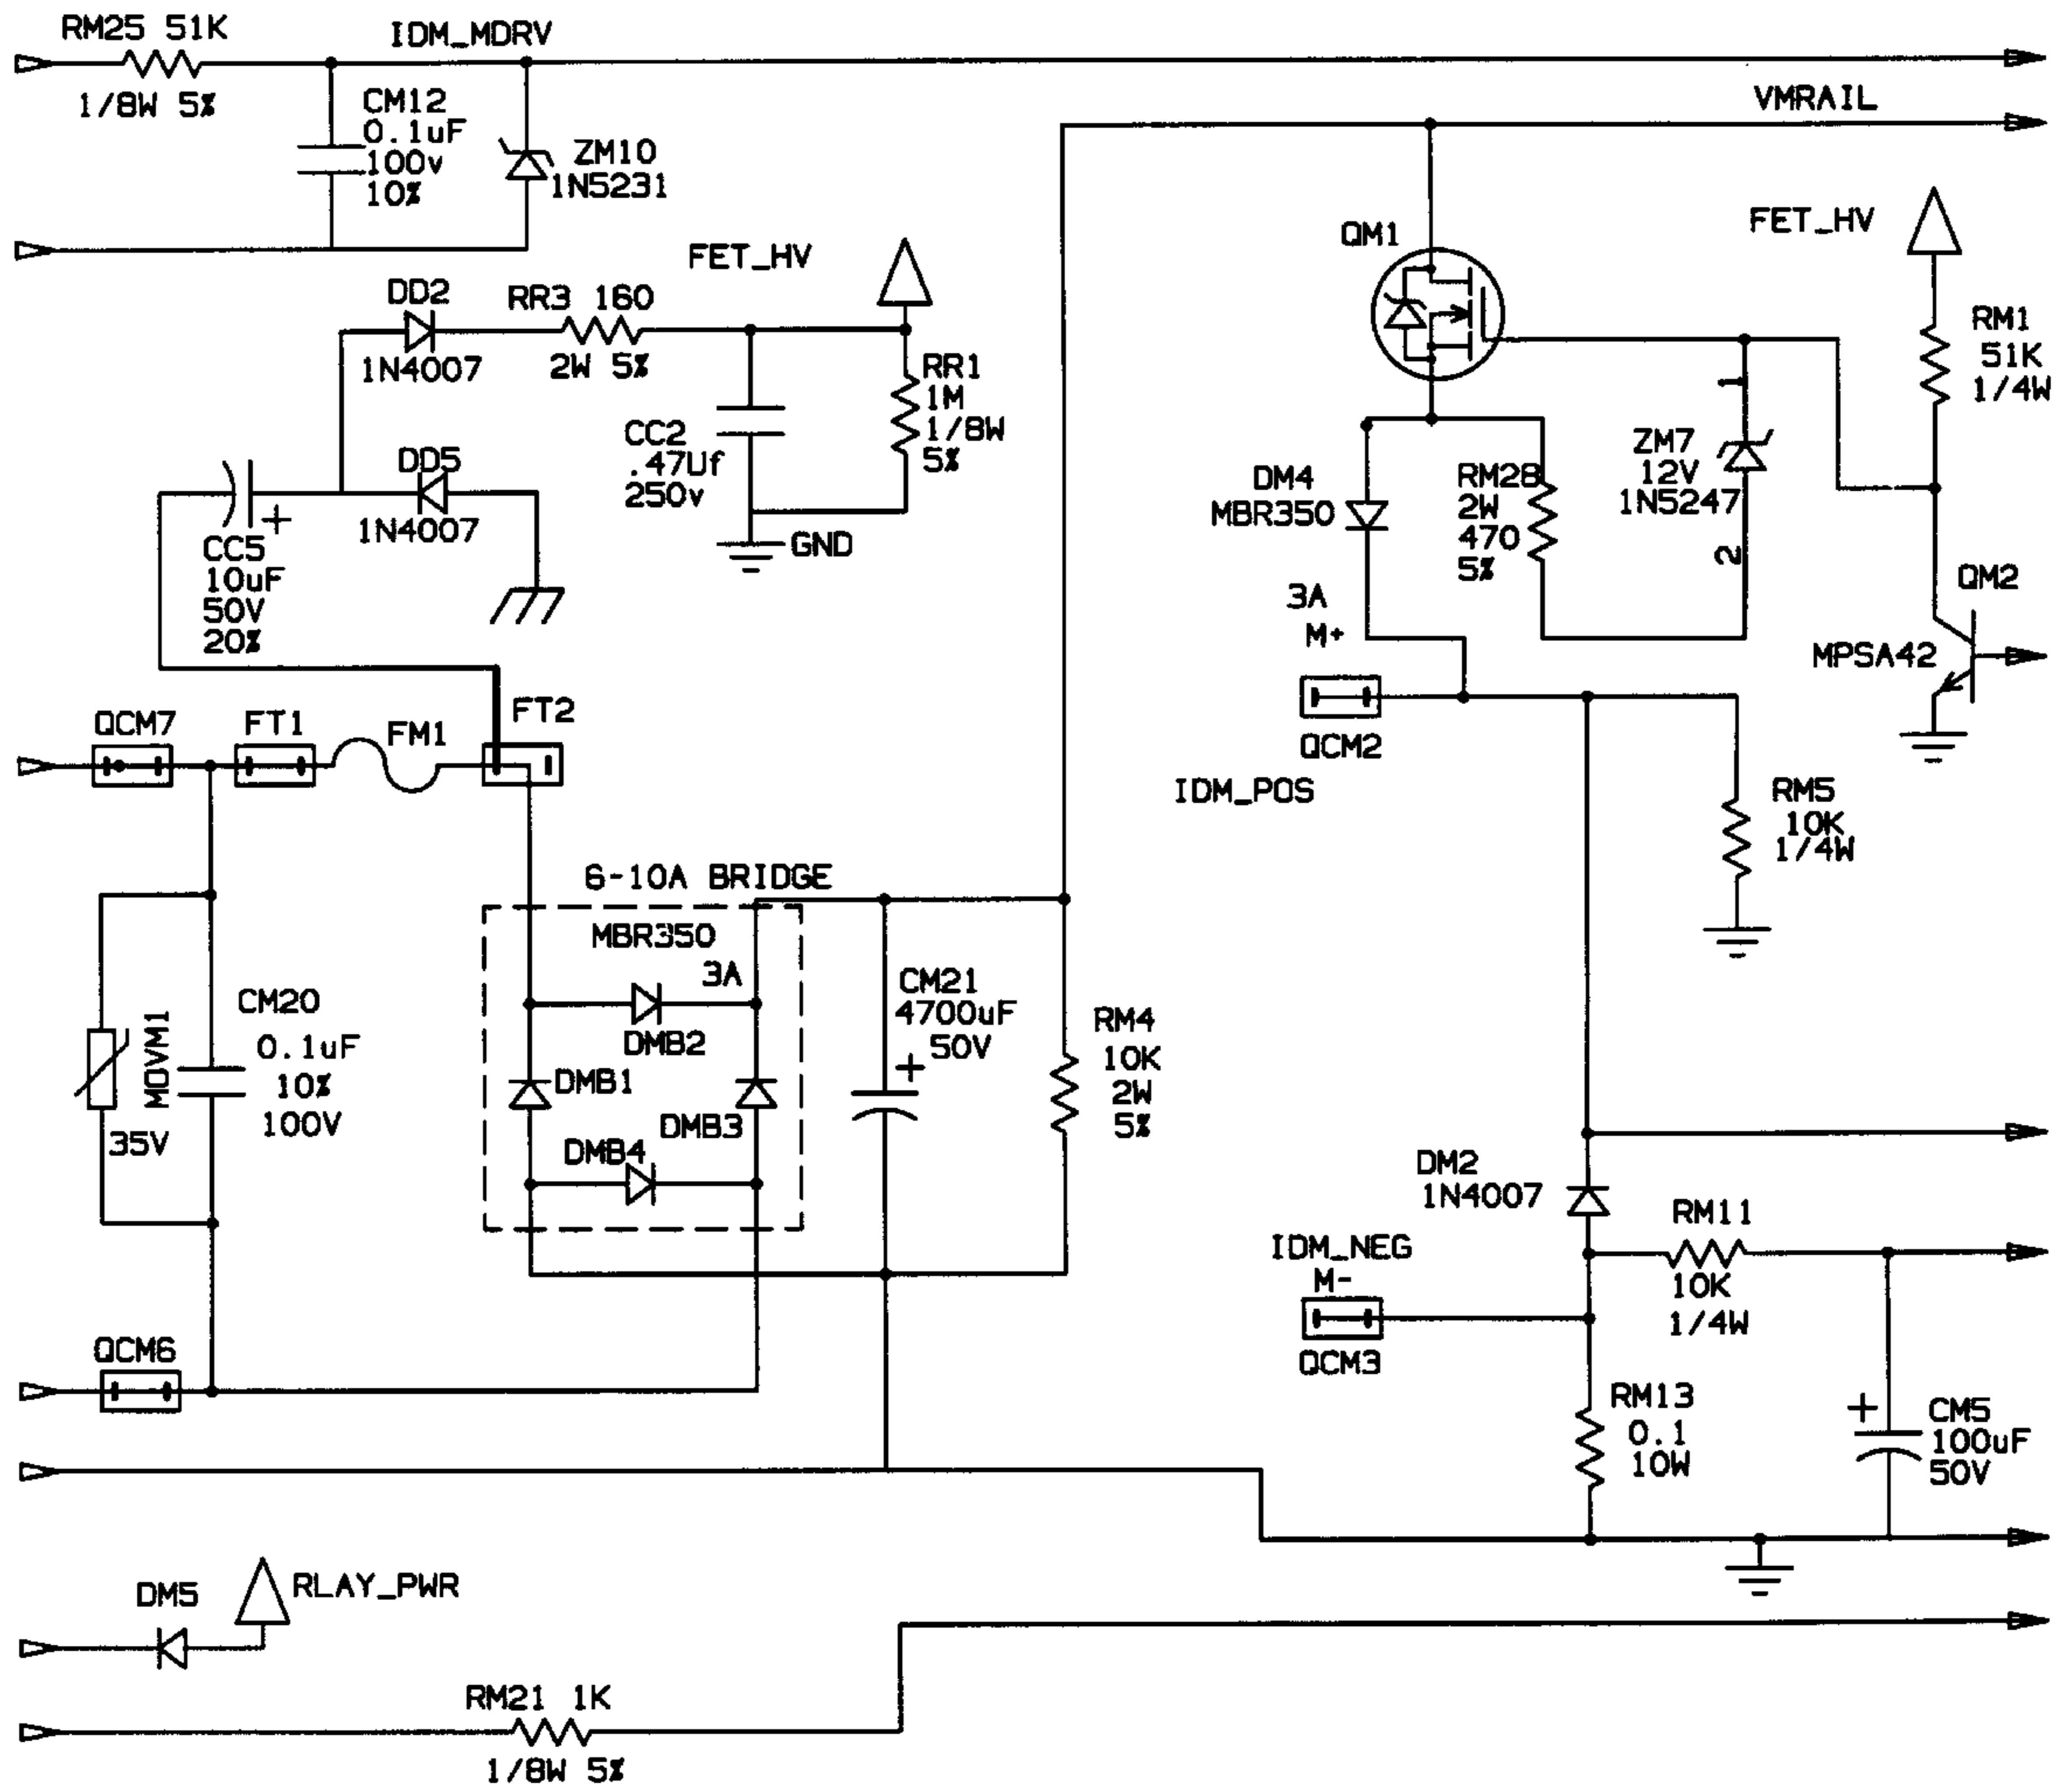 RM25 51K
1/8W 5%
IDM_MDRV
CM12
0.1uF
100v
10%
ZM10
1N5231
VMRAIL
FET_HV
DD2
1N4007
RR3 160
2W 5%
RR1
1M
1/8W
5%
CC2
.47Uf
250v
GND
DD5
1N4007
CC5
10uF
50V
20%
QM1
FET_HV
RM1
51K
1/4W
1
ZM7
12V
1N5247
2
DM4
MBR350
RM28
2W
470
5%
3A
M+
QCM2
IDM_POS
QM2
MPSA42
RM5
10K
1/4W
QCM7
FT1
FM1
FT2
6-10A BRIDGE
MBR350
3A
DMB2
DMB1
DMB3
DMB4
MOVM1
35V
CM20
0.1uF
10%
100V
CM21
4700uF
50V
RM4
10K
2W
5%
DM2
1N4007
RM11
10K
1/4W
IDM_NEG
M-
QCM3
QCM6
RM13
0.1
10W
CM5
100uF
50V
DM5
RLAY_PWR
RM21 1K
1/8W 5%